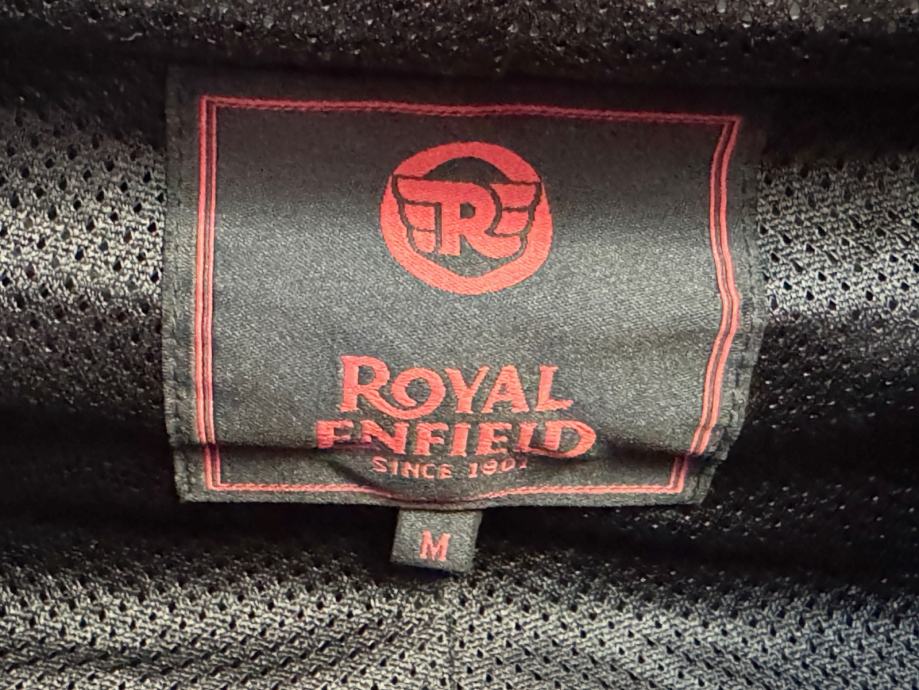 R
ROYAL
ENFIELD
SINCE 1901
M